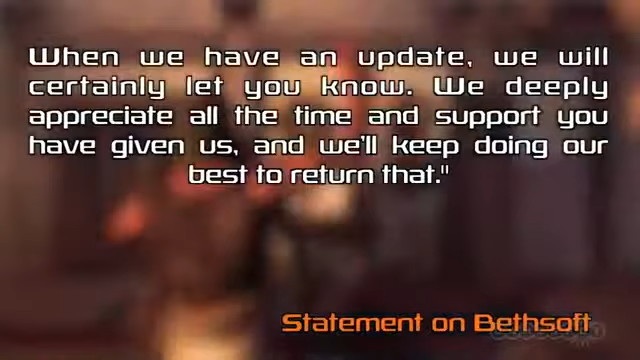 When we have an update, we will
certainly let you know. We deeply
appreciate all the time and support you
have given us, and we'll keep doing our
best to return that."
Statement on Bethsoft